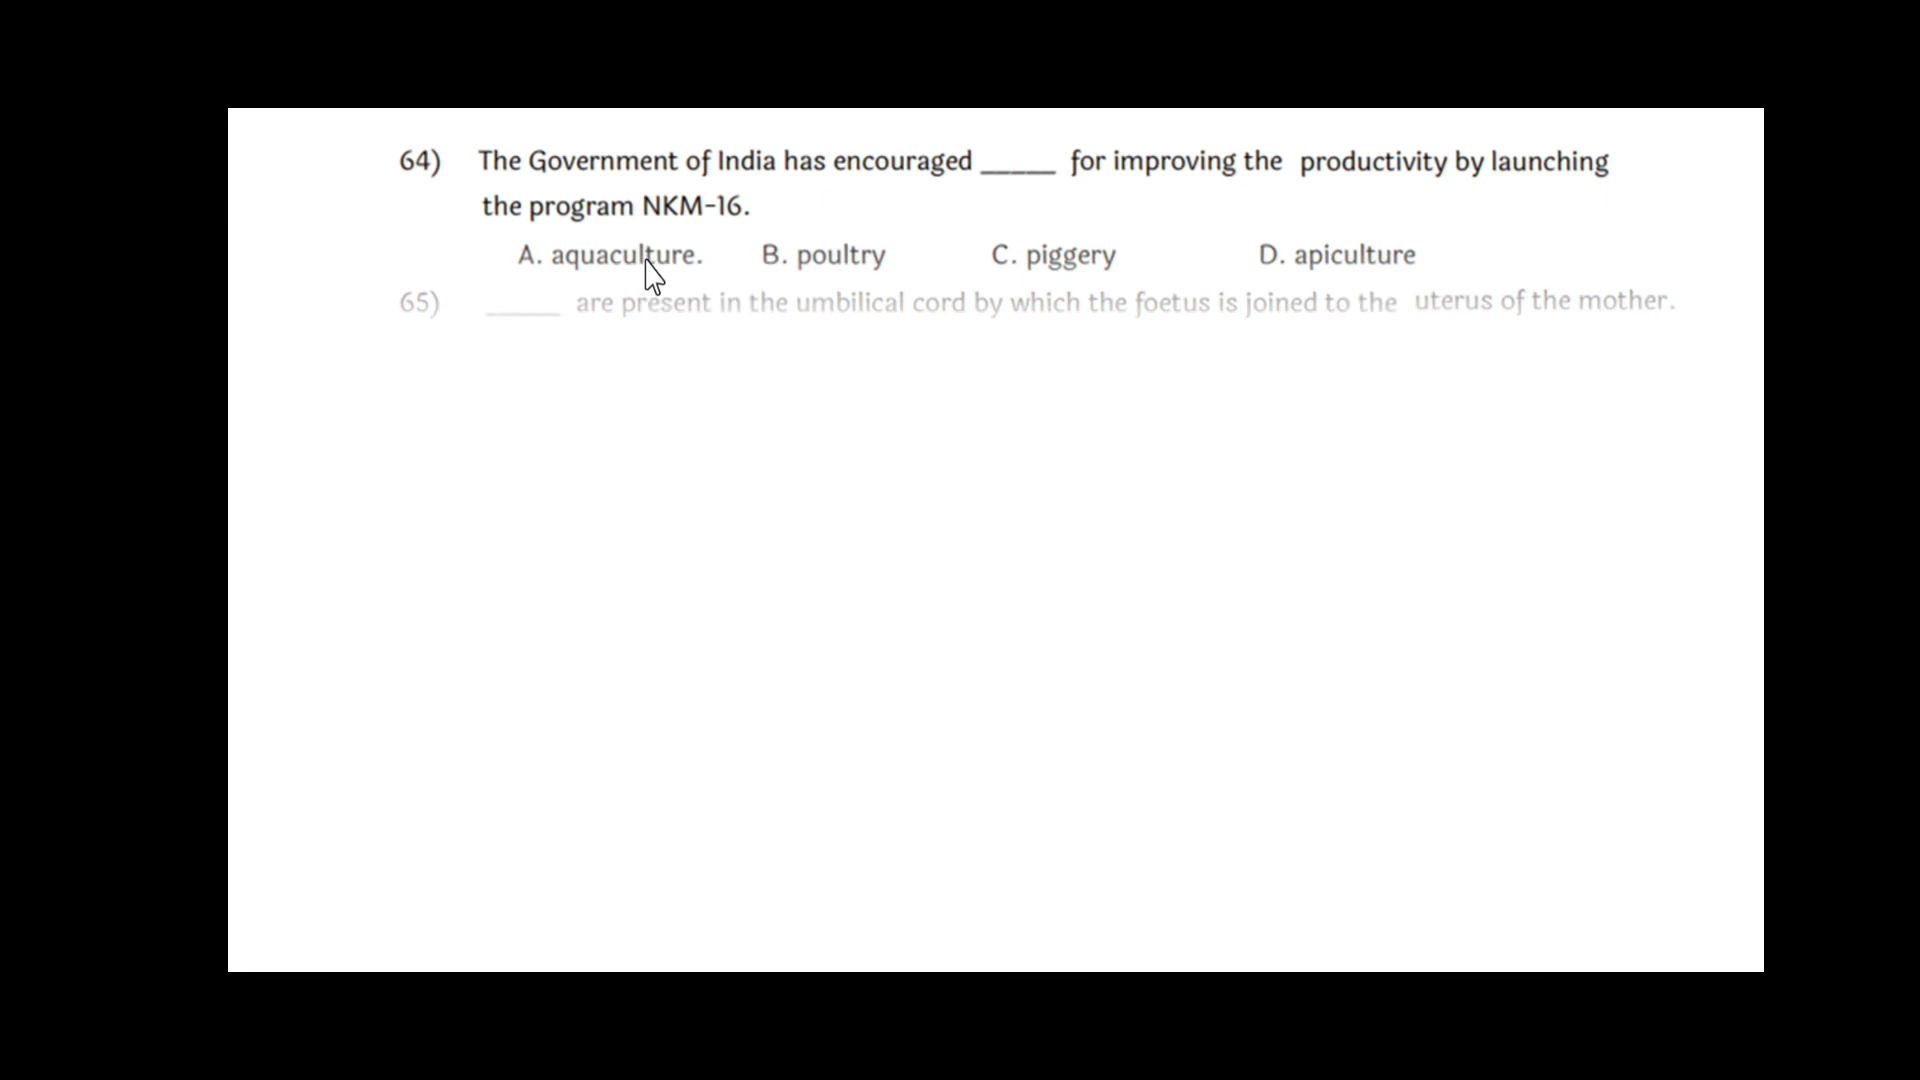 64) The Government of India has encouraged _____ for improving the productivity by launching
the program NKM-16.
A. aquaculture. B. poultry C. piggery D. apiculture
65) _____ are present in the umbilical cord by which the foetus is joined to the uterus of the mother.